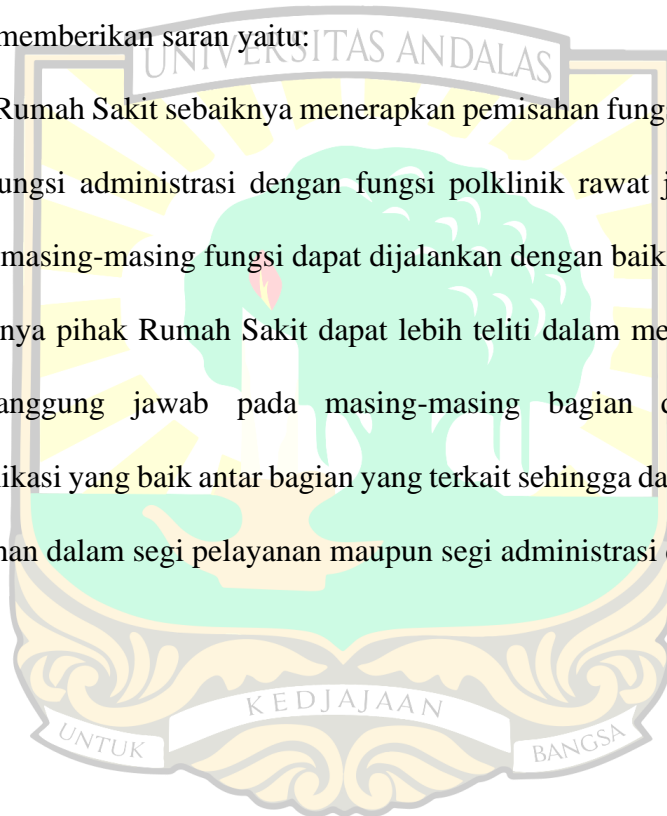 memberikan saran yaitu:
UNIVERSITAS ANDALAS
Rumah Sakit sebaiknya menerapkan pemisahan fungs
ungsi administrasi dengan fungsi polklinik rawat j
masing-masing fungsi dapat dijalankan dengan baik
nya pihak Rumah Sakit dapat lebih teliti dalam me
anggung jawab pada masing-masing bagian d
ikasi yang baik antar bagian yang terkait sehingga da
han dalam segi pelayanan maupun segi administrasi
UNTUK KEDJAJAAN BANGSA